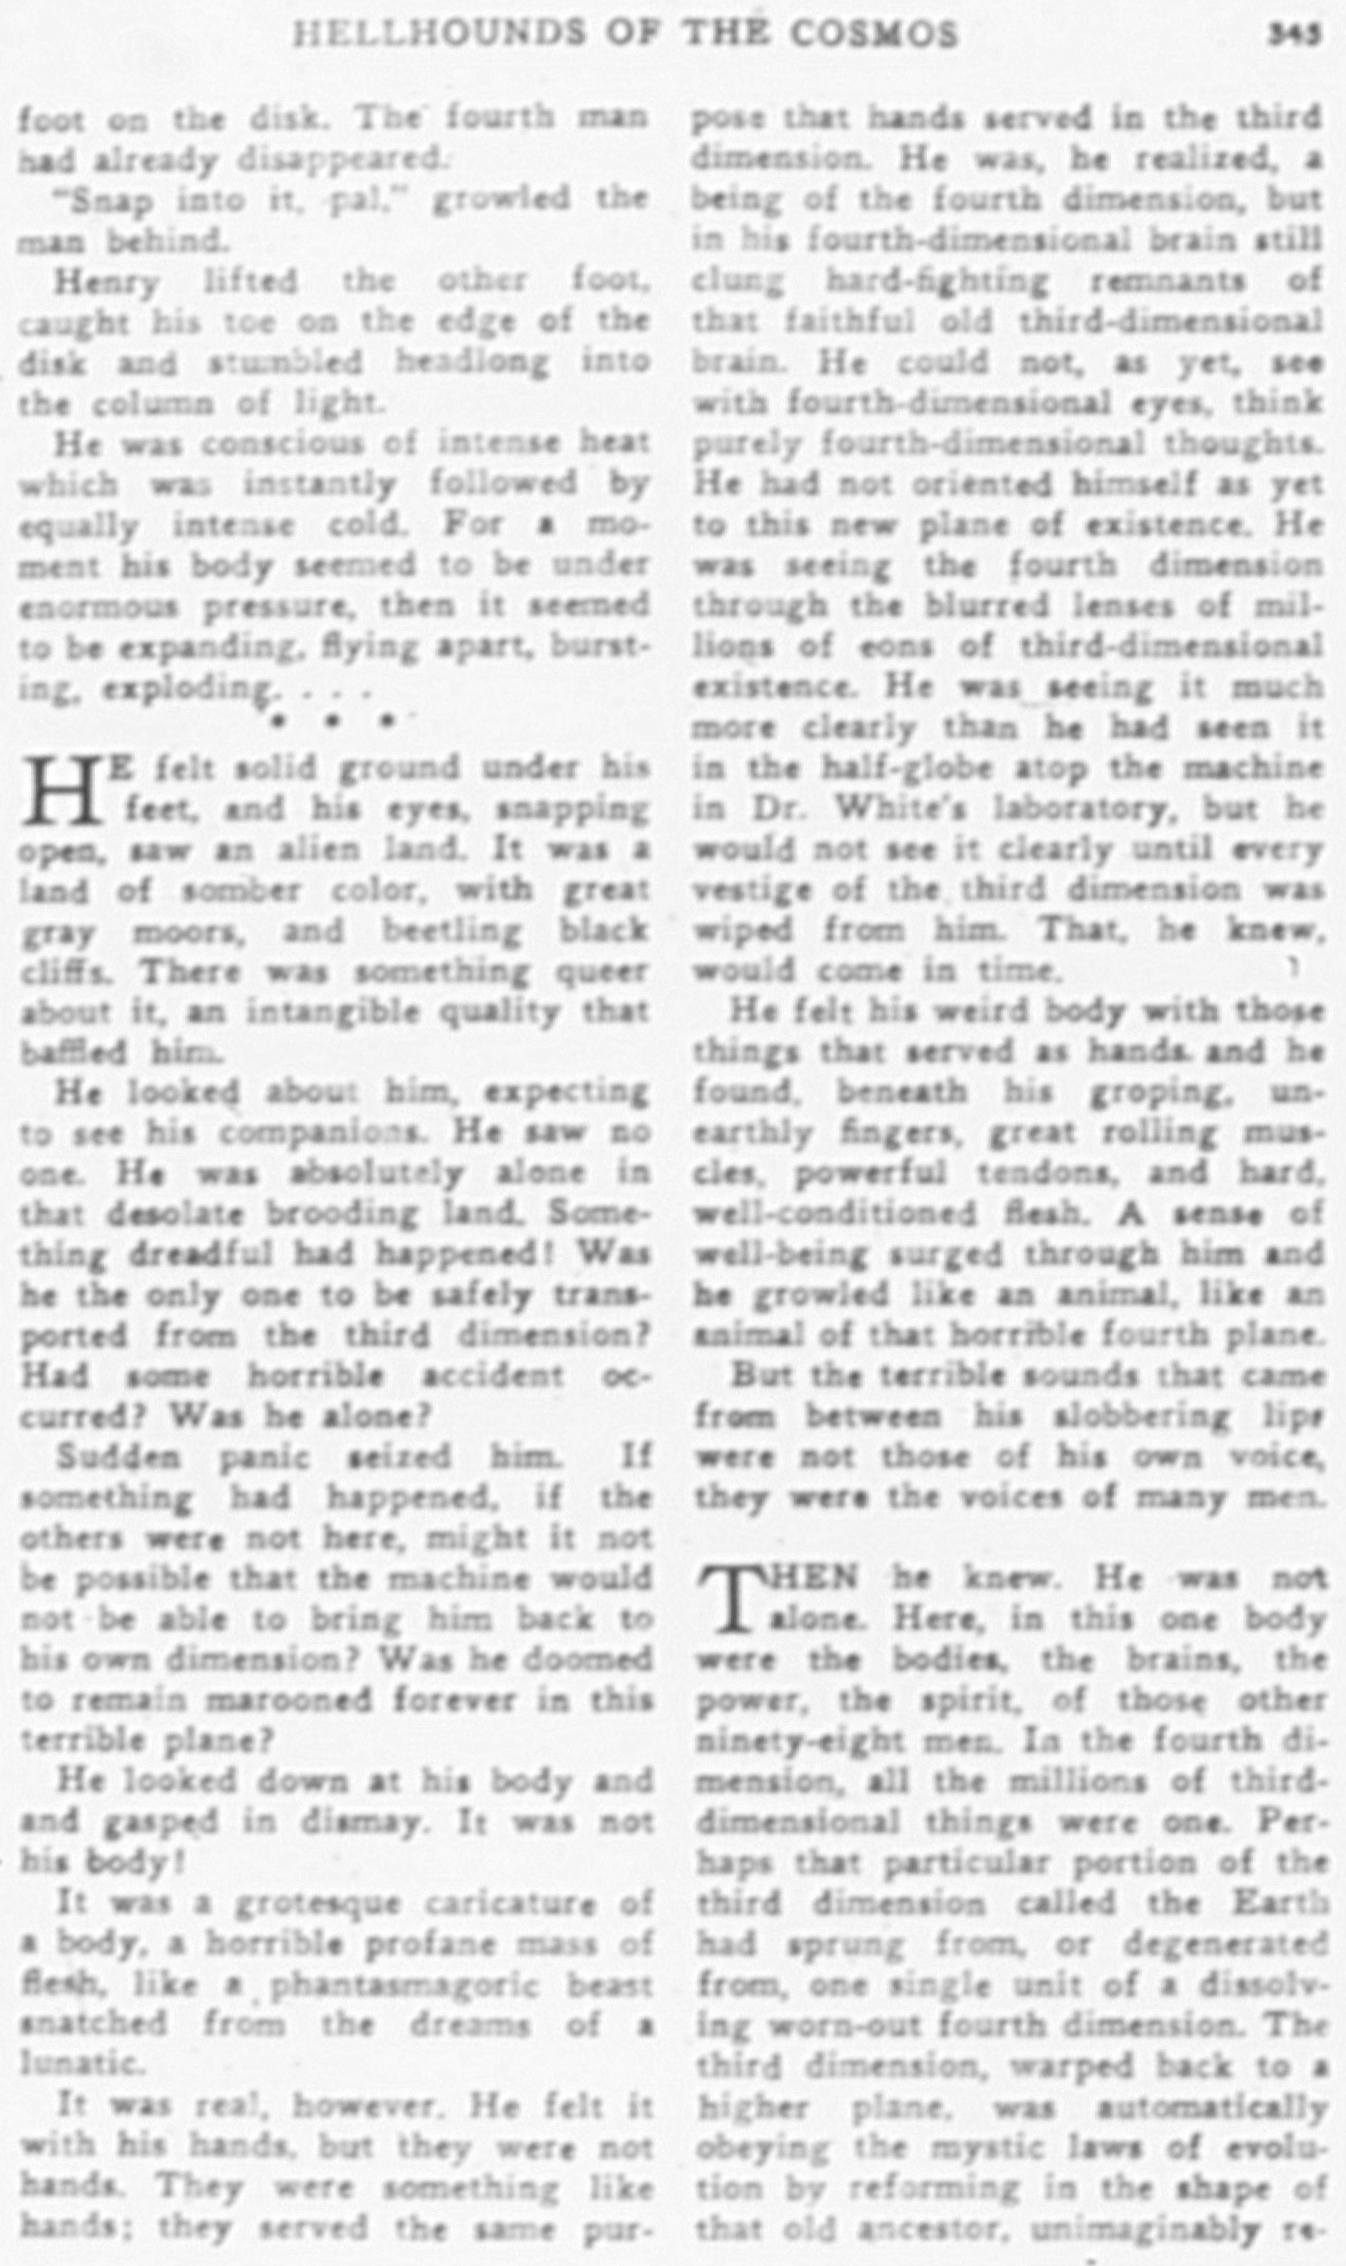 HELLHOUNDS OF THE COSMOS 345
foot on the disk. The fourth man
had already disappeared.
"Snap into it, pal," growled the
man behind.
Henry lifted the other foot,
caught his toe on the edge of the
disk and stumbled headlong into
the column of light.
He was conscious of intense heat
which was instantly followed by
equally intense cold. For a mo-
ment his body seemed to be under
enormous pressure, then it seemed
to be expanding, flying apart, burst-
ing, exploding. . . .
* * *
HE felt solid ground under his
feet, and his eyes, snapping
open, saw an alien land. It was a
land of somber color, with great
gray moors, and beetling black
cliffs. There was something queer
about it, an intangible quality that
baffled him.
He looked about him, expecting
to see his companions. He saw no
one. He was absolutely alone in
that desolate brooding land. Some-
thing dreadful had happened! Was
he the only one to be safely trans-
ported from the third dimension?
Had some horrible accident oc-
curred? Was he alone?
Sudden panic seized him. If
something had happened, if the
others were not here, might it not
be possible that the machine would
not be able to bring him back to
his own dimension? Was he doomed
to remain marooned forever in this
terrible plane?
He looked down at his body and
and gasped in dismay. It was not
his body!
It was a grotesque caricature of
a body, a horrible profane mass of
flesh, like a phantasmagoric beast
snatched from the dreams of a
lunatic.
It was real, however. He felt it
with his hands, but they were not
hands. They were something like
hands; they served the same pur-
pose that hands served in the third
dimension. He was, he realized, a
being of the fourth dimension, but
in his fourth-dimensional brain still
clung hard-fighting remnants of
that faithful old third-dimensional
brain. He could not, as yet, see
with fourth-dimensional eyes, think
purely fourth-dimensional thoughts.
He had not oriented himself as yet
to this new plane of existence. He
was seeing the fourth dimension
through the blurred lenses of mil-
lions of eons of third-dimensional
existence. He was seeing it much
more clearly than he had seen it
in the half-globe atop the machine
in Dr. White's laboratory, but he
would not see it clearly until every
vestige of the third dimension was
wiped from him. That, he knew,
would come in time.
He felt his weird body with those
things that served as hands, and he
found, beneath his groping, un-
earthly fingers, great rolling mus-
cles, powerful tendons, and hard,
well-conditioned flesh. A sense of
well-being surged through him and
he growled like an animal, like an
animal of that horrible fourth plane.
But the terrible sounds that came
from between his slobbering lips
were not those of his own voice,
they were the voices of many men.
THEN he knew. He was not
alone. Here, in this one body
were the bodies, the brains, the
power, the spirit, of those other
ninety-eight men. In the fourth di-
mension, all the millions of third-
dimensional things were one. Per-
haps that particular portion of the
third dimension called the Earth
had sprung from, or degenerated
from, one single unit of a dissolv-
ing worn-out fourth dimension. The
third dimension, warped back to a
higher plane, was automatically
obeying the mystic laws of evolu-
tion by reforming in the shape of
that old ancestor, unimaginably re-